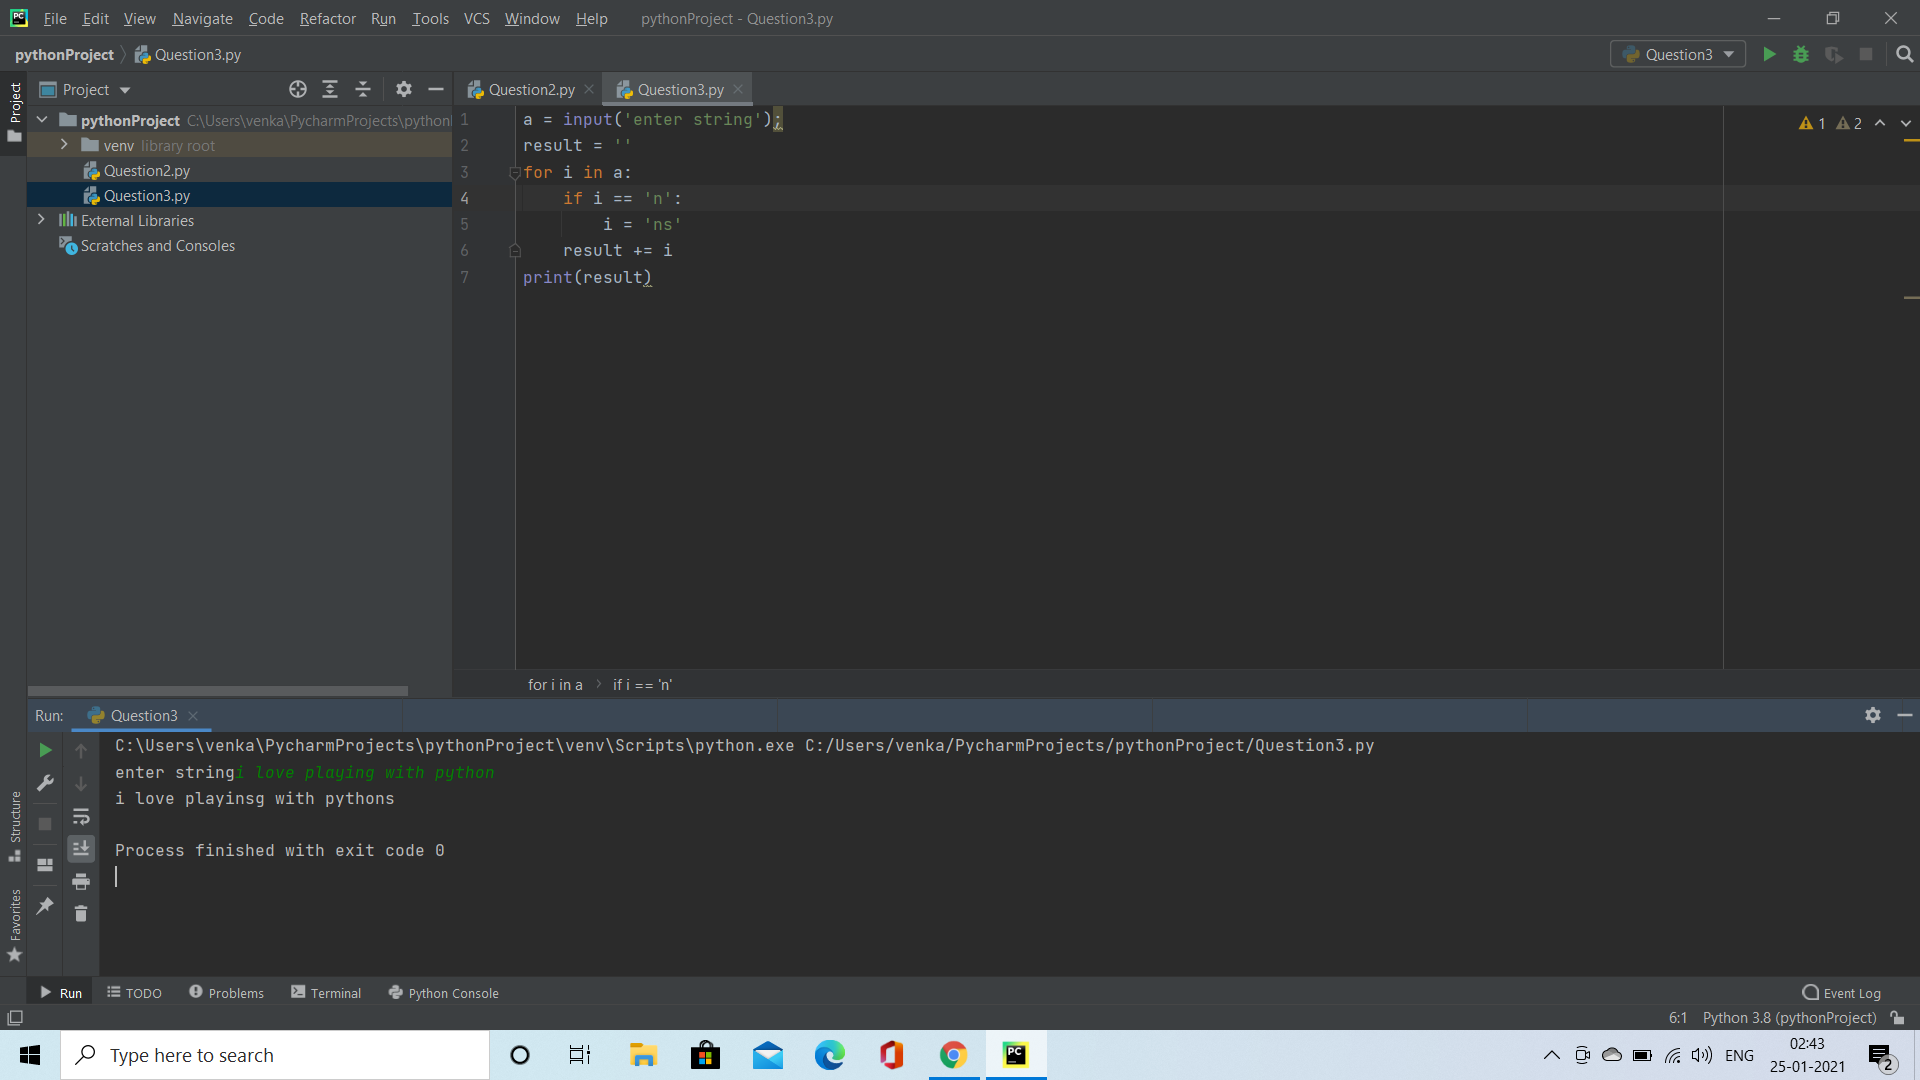 PC File Edit View Navigate Code Refactor Run Tools VCS Window Help pythonProject - Question3.py
pythonProject Question3.py Question3
Project
Project Question2.py Question3.py
pythonProject C:\Users\venka\PycharmProjects\python
venv library root
Question2.py
Question3.py
External Libraries
Scratches and Consoles
1 a = input('enter string');
2 result = ''
3 for i in a:
4 if i == 'n':
5 i = 'ns'
6 result += i
7 print(result)
1 2
for i in a if i == 'n'
Run: Question3
C:\Users\venka\PycharmProjects\pythonProject\venv\Scripts\python.exe C:/Users/venka/PycharmProjects/pythonProject/Question3.py
enter stringi love playing with python
i love playinsg with pythons
Process finished with exit code 0
Structure
Favorites
Run TODO Problems Terminal Python Console Event Log
6:1 Python 3.8 (pythonProject)
Type here to search
PC
ENG
02:43
25-01-2021
2